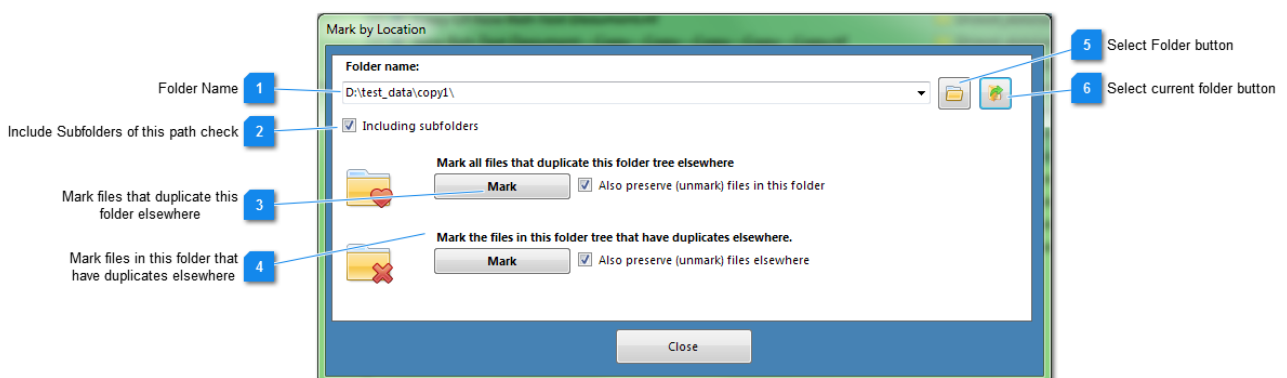 Mark by Location
5 Select Folder button
Folder name:
Folder Name 1
D:\test_data\copy1\
6 Select current folder button
Include Subfolders of this path check 2
Including subfolders
Mark all files that duplicate this folder tree elsewhere
Mark files that duplicate this
folder elsewhere
3
Mark
Also preserve (unmark) files in this folder
Mark the files in this folder tree that have duplicates elsewhere.
Mark files in this folder that
have duplicates elsewhere
4
Mark
Also preserve (unmark) files elsewhere
Close